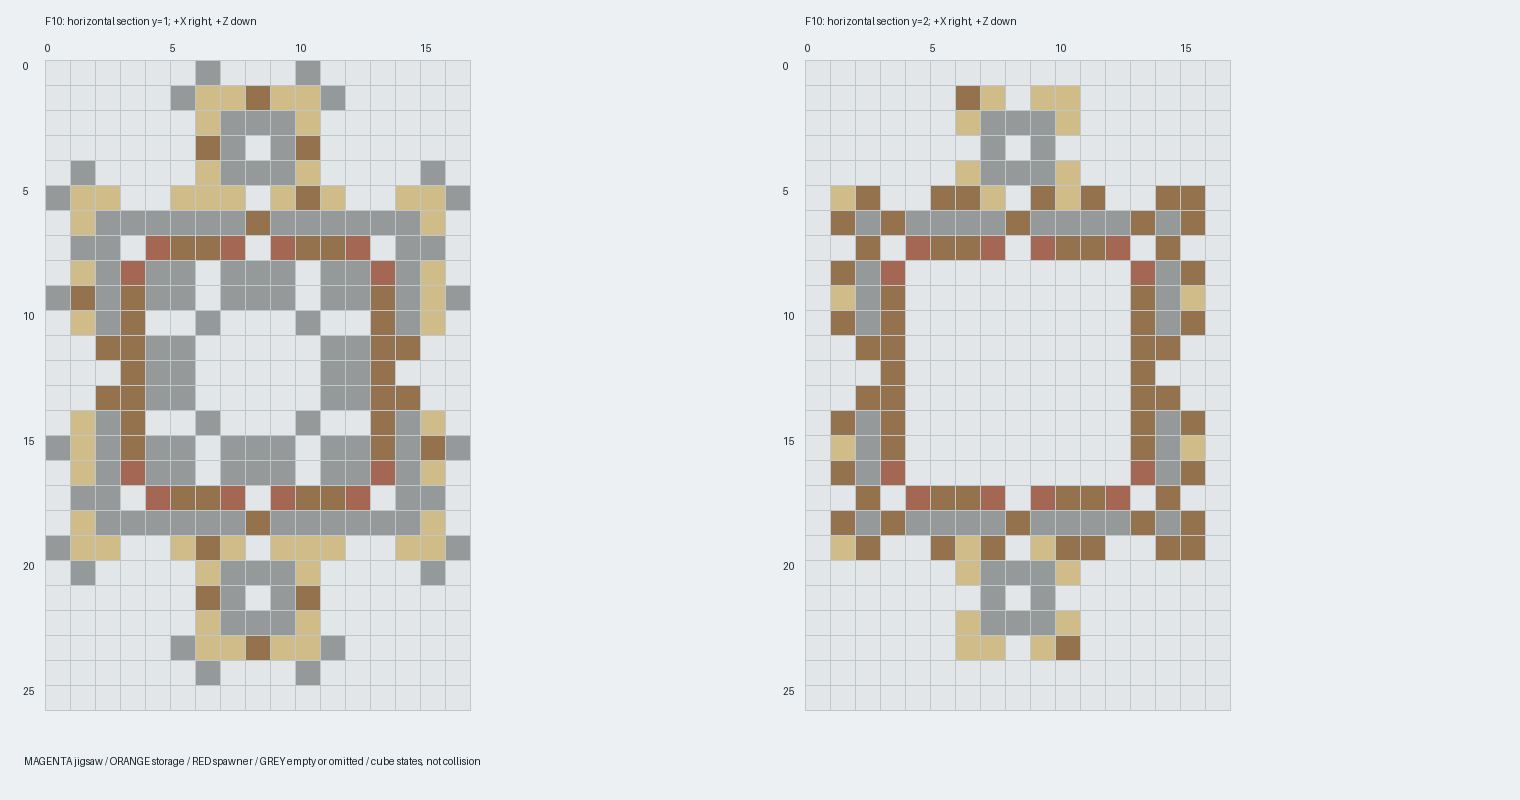 F10: horizontal section y=1; +X right, +Z down
F10: horizontal section y=2; +X right, +Z down
0 5 10 15
0 5 10 15
0 0
5 5
10 10
15 15
20 20
25 25
MAGENTA jigsaw / ORANGE storage / RED spawner / GREY empty or omitted / cube states, not collision